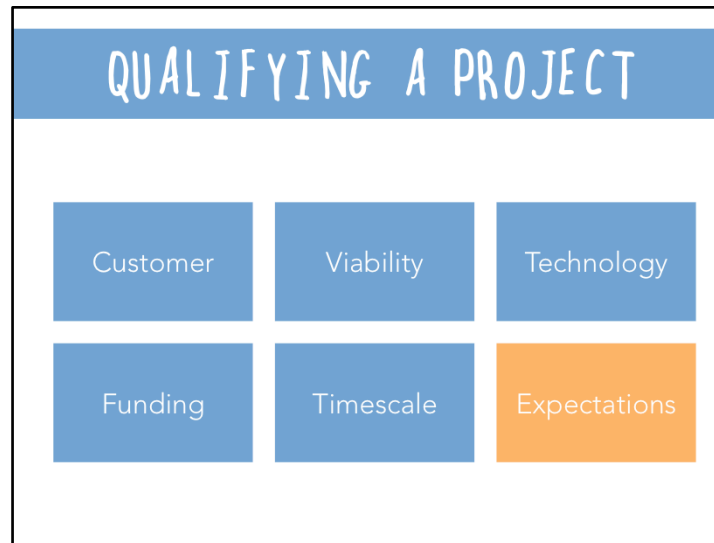 QUALIFYING A PROJECT
Customer
Viability
Technology
Funding
Timescale
Expectations